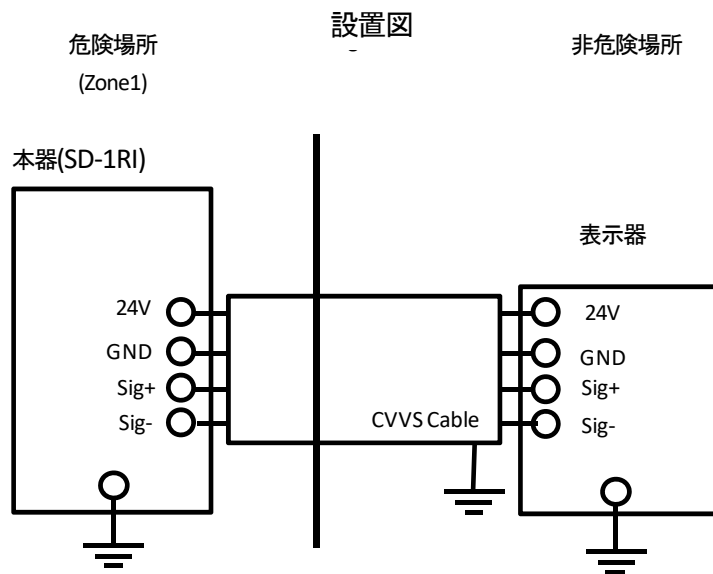 設置図
危険場所
(Zone1)
非危険場所
本器(SD-1RI)
表示器
24V
GND
Sig+
Sig-
CVVS Cable
24V
GND
Sig+
Sig-